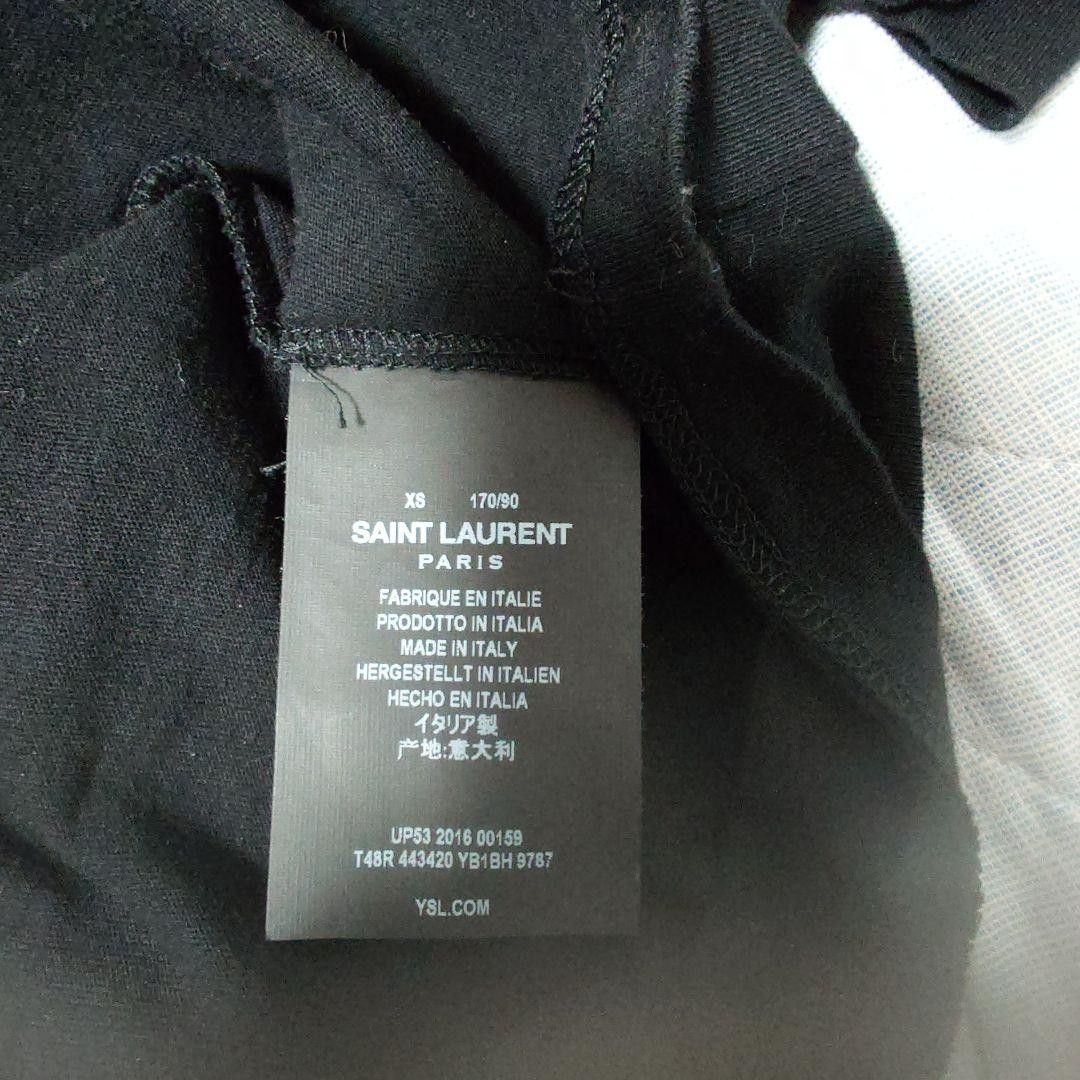 XS 170/90
SAINT LAURENT
PARIS
FABRIQUE EN ITALIE
PRODOTTO IN ITALIA
MADE IN ITALY
HERGESTELLT IN ITALIEN
HECHO EN ITALIA
イタリア製
产地:意大利
UP53 2016 00159
T48R 443420 YB1BH 9787
YSL.COM